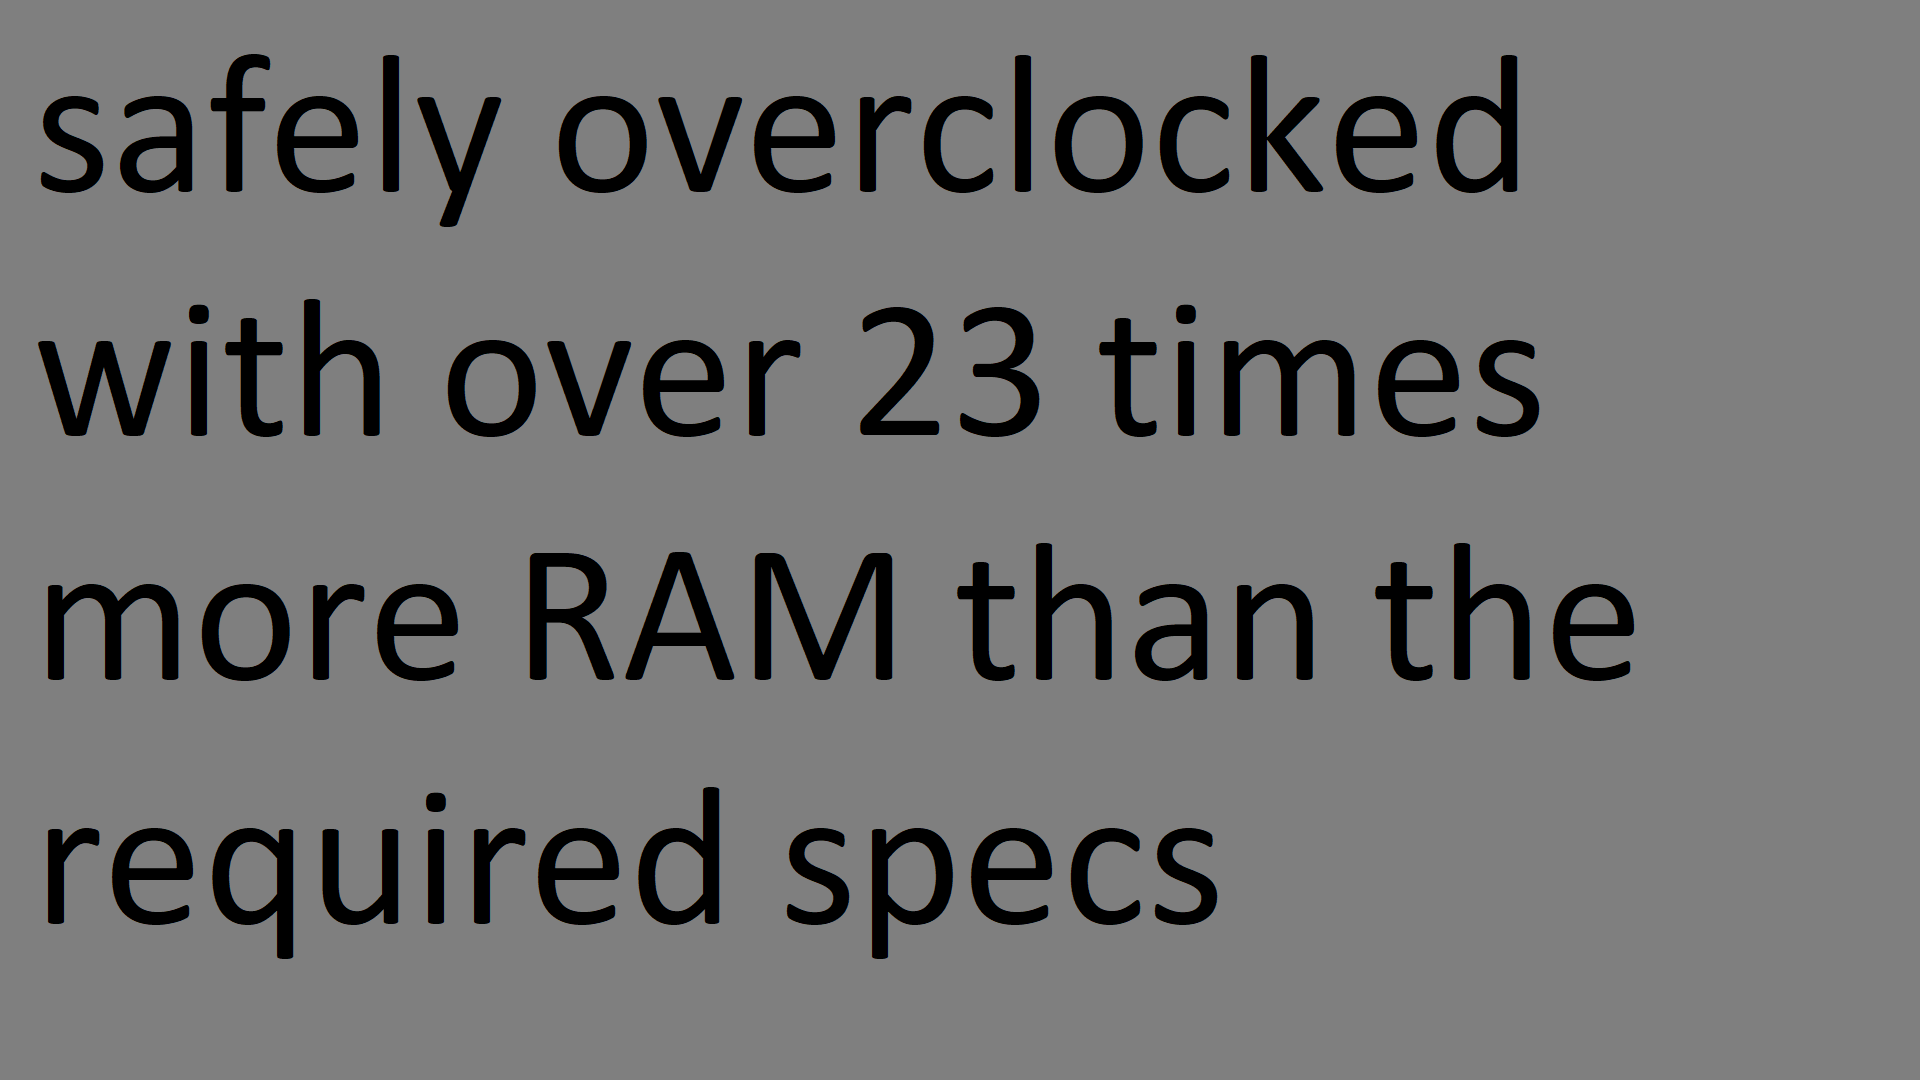 safely overclocked
with over 23 times
more RAM than the
required specs